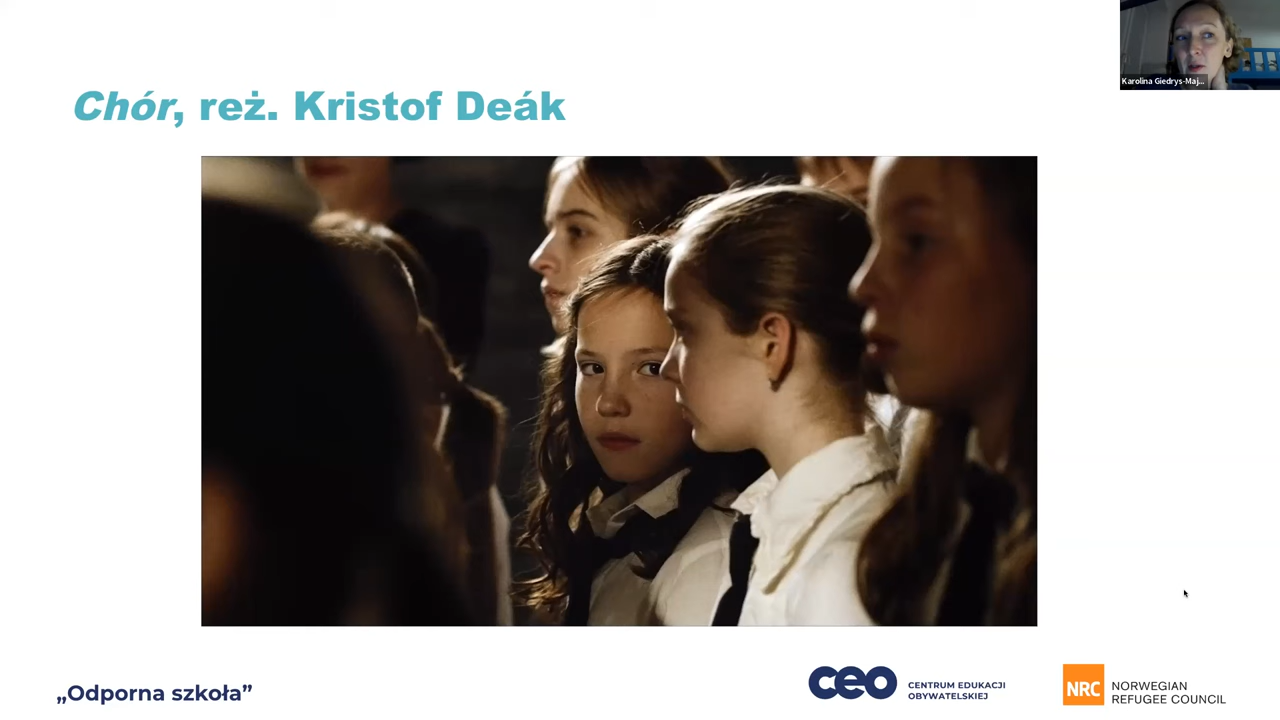 Karolina Giedrys-Maj...
Chór, reż. Kristof Deák
„Odporna szkoła”
ceo
CENTRUM EDUKACJI
OBYWATELSKIEJ
NRC
NORWEGIAN
REFUGEE COUNCIL